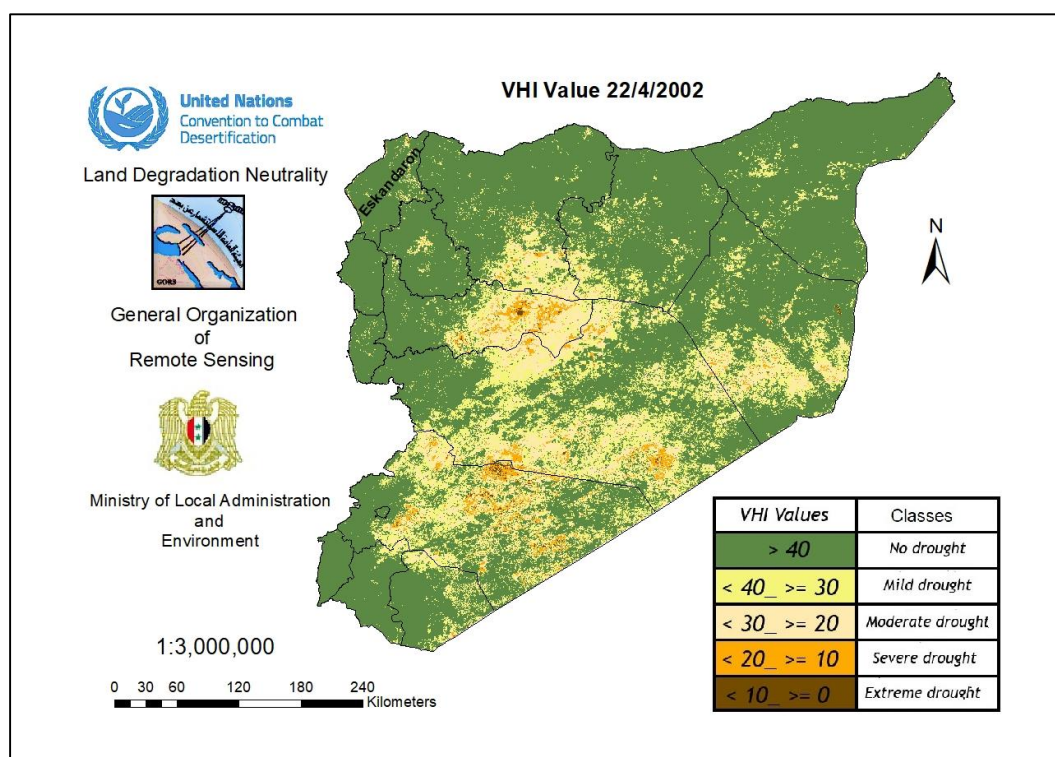 VHI Value 22/4/2002
United Nations
Convention to Combat
Desertification
Land Degradation Neutrality
GORS
General Organization
of
Remote Sensing
Ministry of Local Administration
and
Environment
1:3,000,000
0 30 60 120 180 240
Kilometers
Eskandaron
N
VHI Values Classes
> 40 No drought
< 40_ >= 30 Mild drought
< 30_ >= 20 Moderate drought
< 20_ >= 10 Severe drought
< 10_ >= 0 Extreme drought